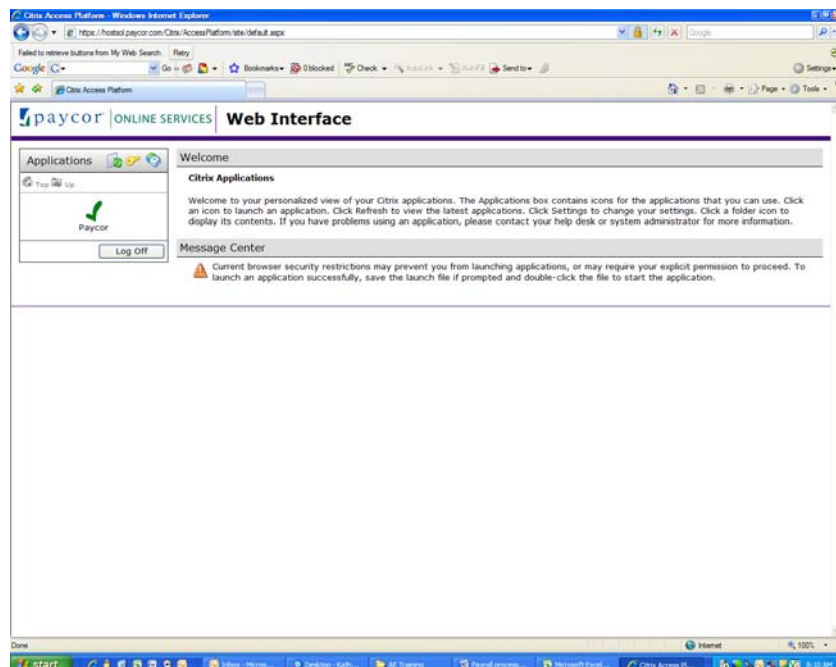 Citrix Access Platform - Windows Internet Explorer
https://hostsol.paycor.com/Citrix/AccessPlatform/site/default.aspx
Google
Failed to retrieve buttons from My Web Search. Retry
Google Go Bookmarks 0 blocked Check AutoLink AutoFill Send to Settings
Citrix Access Platform Page Tools
paycor ONLINE SERVICES Web Interface
Applications
Top Up
Paycor
Log Off
Welcome
Citrix Applications
Welcome to your personalized view of your Citrix applications. The Applications box contains icons for the applications that you can use. Click
an icon to launch an application. Click Refresh to view the latest applications. Click Settings to change your settings. Click a folder icon to
display its contents. If you have problems using an application, please contact your help desk or system administrator for more information.
Message Center
Current browser security restrictions may prevent you from launching applications, or may require your explicit permission to proceed. To
launch an application successfully, save the launch file if prompted and double-click the file to start the application.
Done Internet 100%
start Inbox - Micros... Desktop - Kath... AF Training Payroll process... Microsoft Excel... Citrix Access Pl...